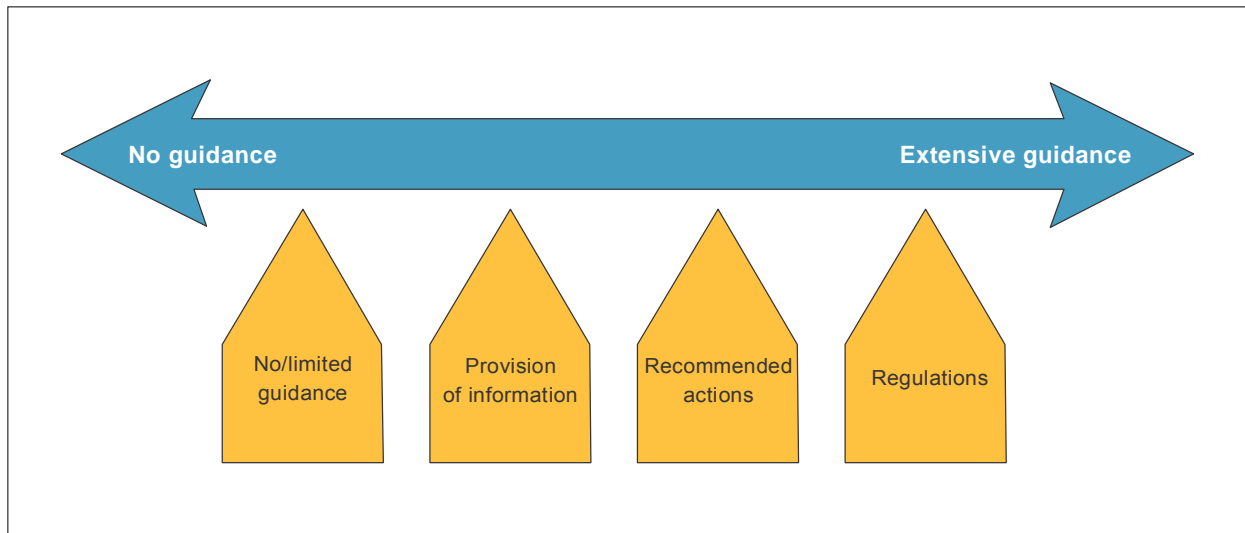 No guidance
Extensive guidance
No/limited
guidance
Provision
of information
Recommended
actions
Regulations